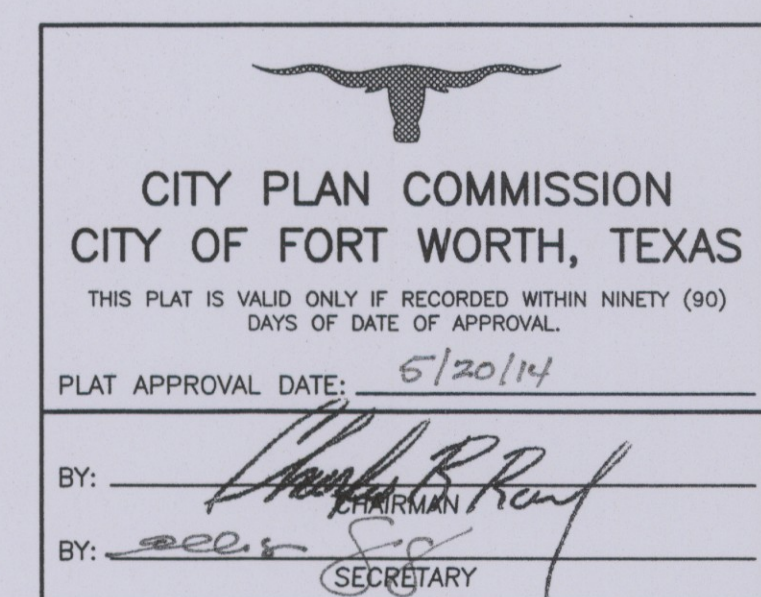 CITY PLAN COMMISSION
CITY OF FORT WORTH, TEXAS
THIS PLAT IS VALID ONLY IF RECORDED WITHIN NINETY (90)
DAYS OF DATE OF APPROVAL.
PLAT APPROVAL DATE: 5/20/14
BY: Charles R
CHAIRMAN
BY:
SECRETARY